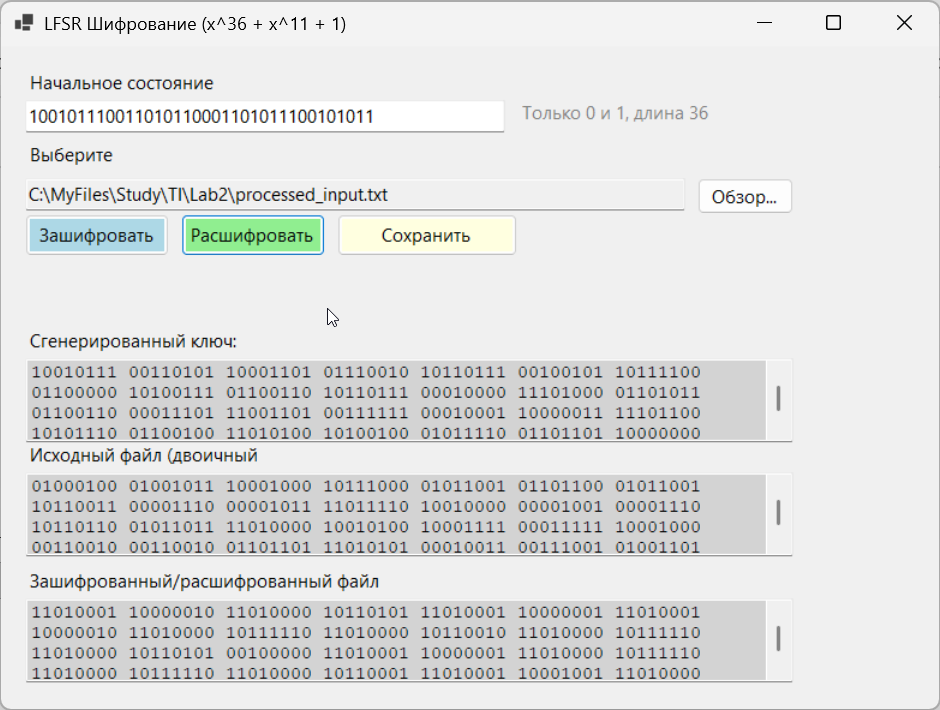 LFSR Шифрование (x^36 + x^11 + 1)
Начальное состояние
100101110011010110001101011100101011
Только 0 и 1, длина 36
Выберите
C:\MyFiles\Study\TI\Lab2\processed_input.txt
Обзор...
Зашифровать Расшифровать Сохранить
Сгенерированный ключ:
10010111 00110101 10001101 01110010 10110111 00100101 10111100
01100000 10100111 01100110 10110111 00010000 11101000 01101011
01100110 00011101 11001101 00111111 00010001 10000011 11101100
10101110 01100100 11010100 10100100 01011110 01101101 10000000
Исходный файл (двоичный
01000100 01001011 10001000 10111000 01011001 01101100 01011001
10110011 00001110 00001011 11011110 10010000 00001001 00001110
10110110 01011011 11010000 10010100 10001111 00011111 10001000
00110010 00110010 01101101 11010101 00010011 00111001 01001101
Зашифрованный/расшифрованный файл
11010001 10000010 11010000 10110101 11010001 10000001 11010001
10000010 11010000 10111110 11010000 10110010 11010000 10111110
11010000 10110101 00100000 11010001 10000001 11010000 10111110
11010000 10111110 11010000 10110001 11010001 10001001 11010000